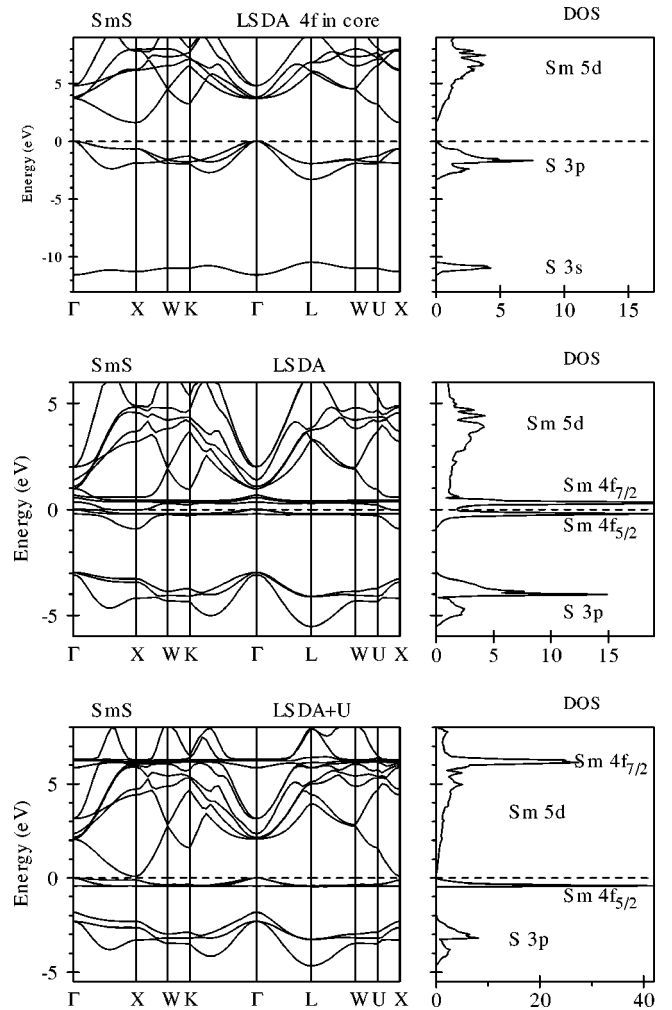 SmS LSDA 4f in core DOS
Energy (eV)
5
0
-5
-10
Sm 5d
S 3p
S 3s
Γ X W K Γ L W U X
0 5 10 15
SmS LSDA DOS
Energy (eV)
5
0
-5
Sm 5d
Sm 4f7/2
Sm 4f5/2
S 3p
Γ X W K Γ L W U X
0 5 10 15 19
SmS LSDA+U DOS
Energy (eV)
5
0
-5
Sm 4f7/2
Sm 5d
Sm 4f5/2
S 3p
Γ X W K Γ L W U X
0 20 40